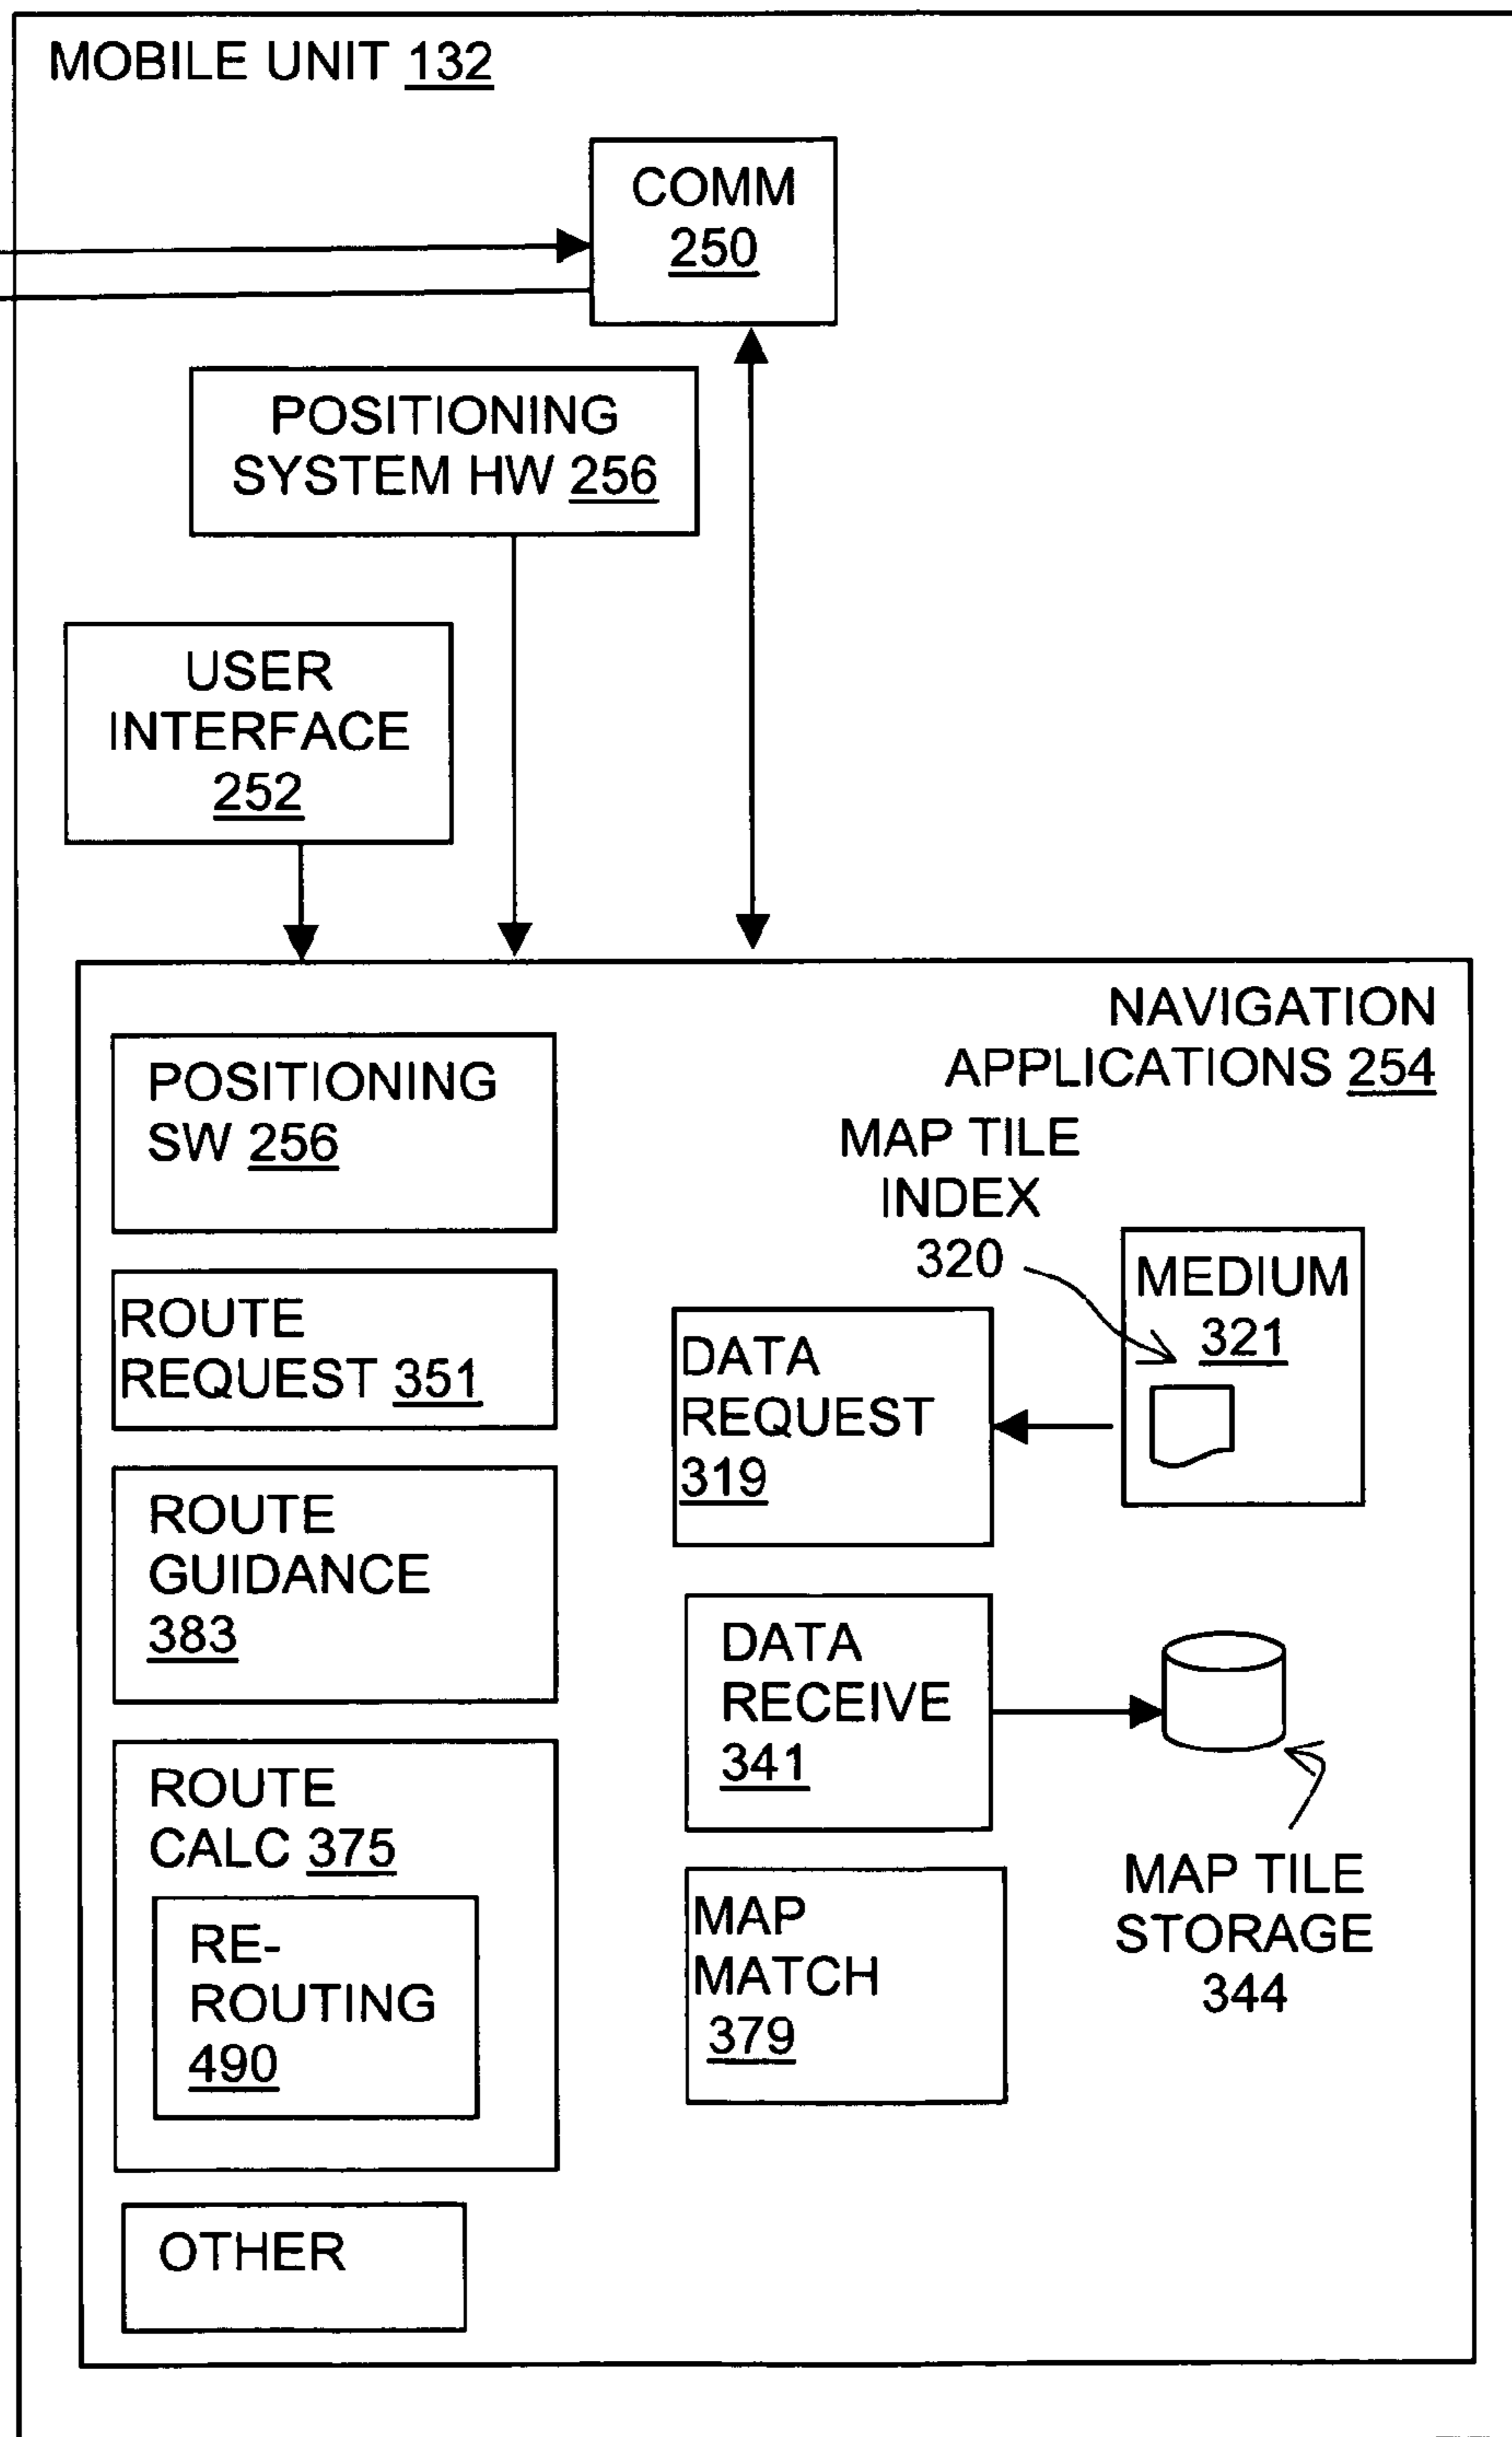 MOBILE UNIT 132
COMM
250
POSITIONING
SYSTEM HW 256
USER
INTERFACE
252
NAVIGATION
APPLICATIONS 254
POSITIONING
SW 256
MAP TILE
INDEX
320
MEDIUM
321
ROUTE
REQUEST 351
DATA
REQUEST
319
ROUTE
GUIDANCE
383
DATA
RECEIVE
341
MAP TILE
STORAGE
344
ROUTE
CALC 375
RE-
ROUTING
490
MAP
MATCH
379
OTHER